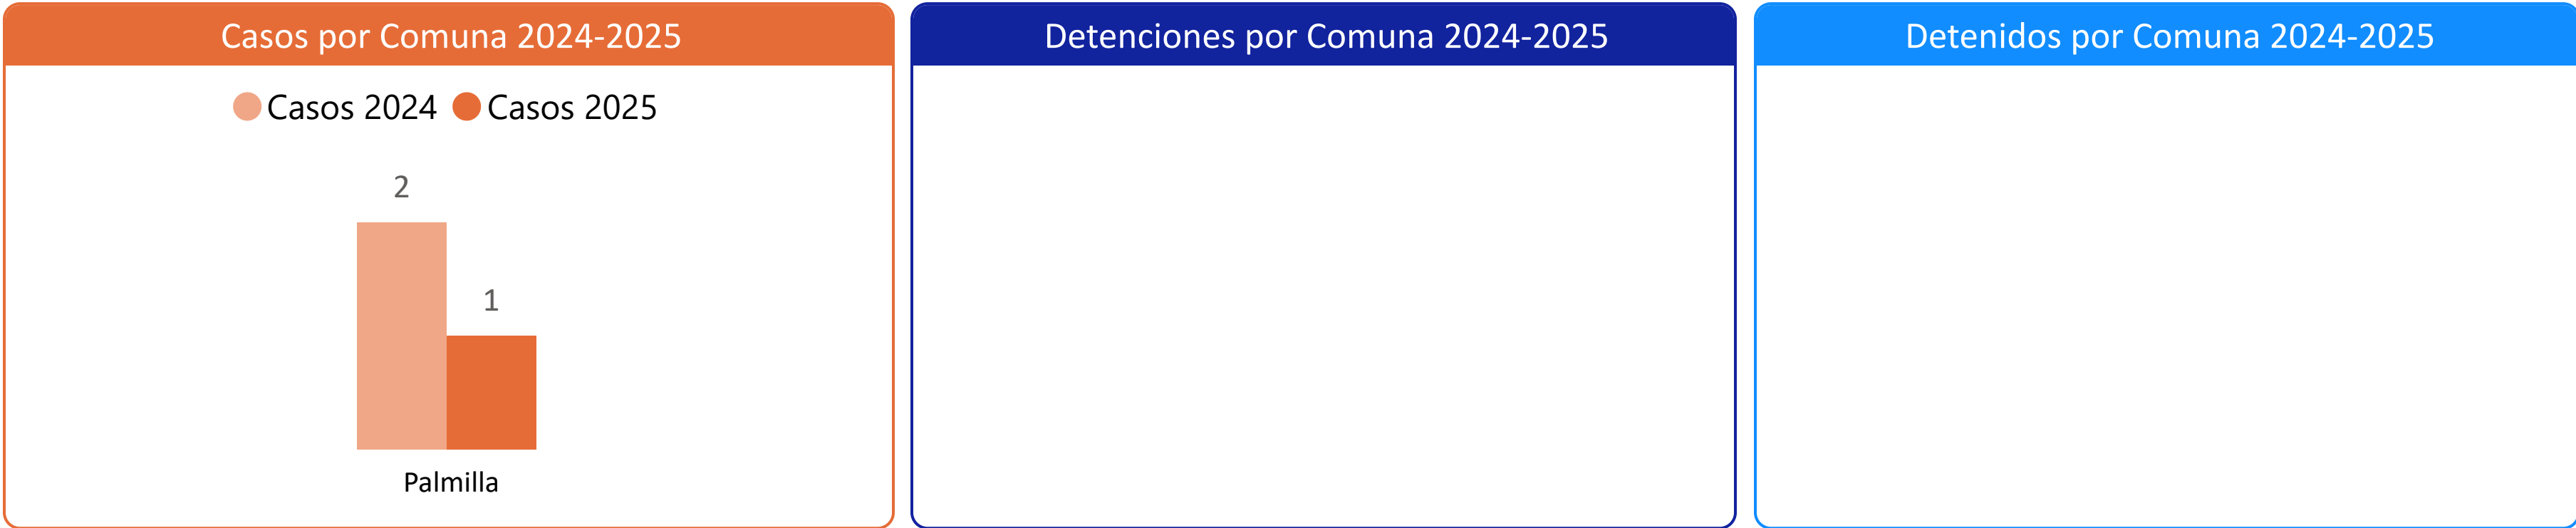 Casos por Comuna 2024-2025
Casos 2024 Casos 2025
2
1
Palmilla
Detenciones por Comuna 2024-2025
Detenidos por Comuna 2024-2025